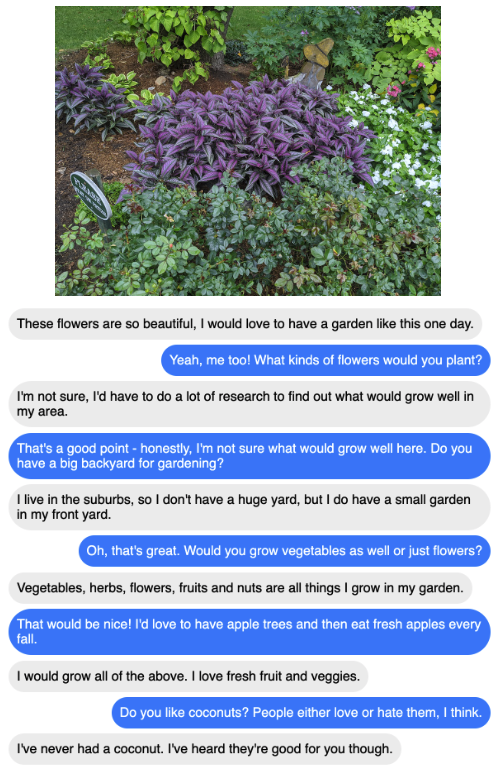 These flowers are so beautiful, I would love to have a garden like this one day.
Yeah, me too! What kinds of flowers would you plant?
I'm not sure, I'd have to do a lot of research to find out what would grow well in
my area.
That's a good point - honestly, I'm not sure what would grow well here. Do you
have a big backyard for gardening?
I live in the suburbs, so I don't have a huge yard, but I do have a small garden
in my front yard.
Oh, that's great. Would you grow vegetables as well or just flowers?
Vegetables, herbs, flowers, fruits and nuts are all things I grow in my garden.
That would be nice! I'd love to have apple trees and then eat fresh apples every
fall.
I would grow all of the above. I love fresh fruit and veggies.
Do you like coconuts? People either love or hate them, I think.
I've never had a coconut. I've heard they're good for you though.